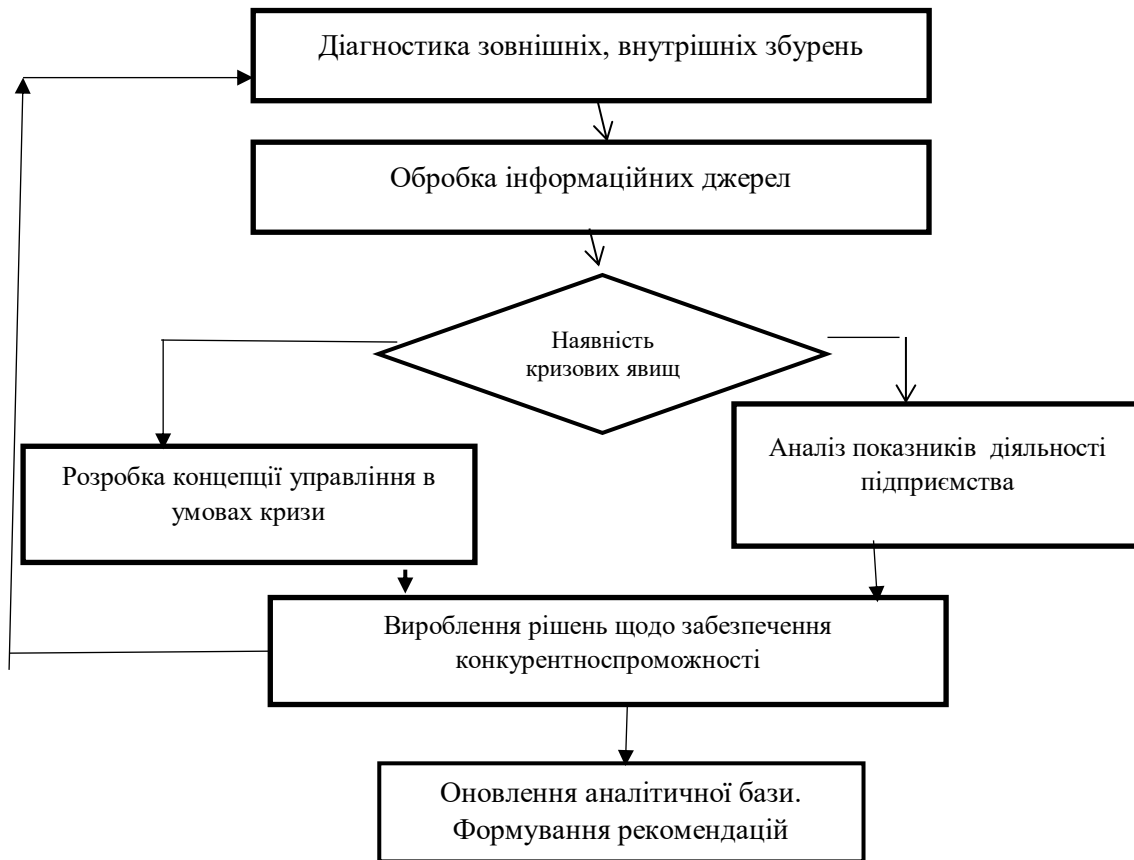 Діагностика зовнішніх, внутрішніх збурень
Обробка інформаційних джерел
Наявність
кризових явищ
Розробка концепції управління в
умовах кризи
Аналіз показників діяльності
підприємства
Вироблення рішень щодо забезпечення
конкурентноспроможності
Оновлення аналітичної бази.
Формування рекомендацій